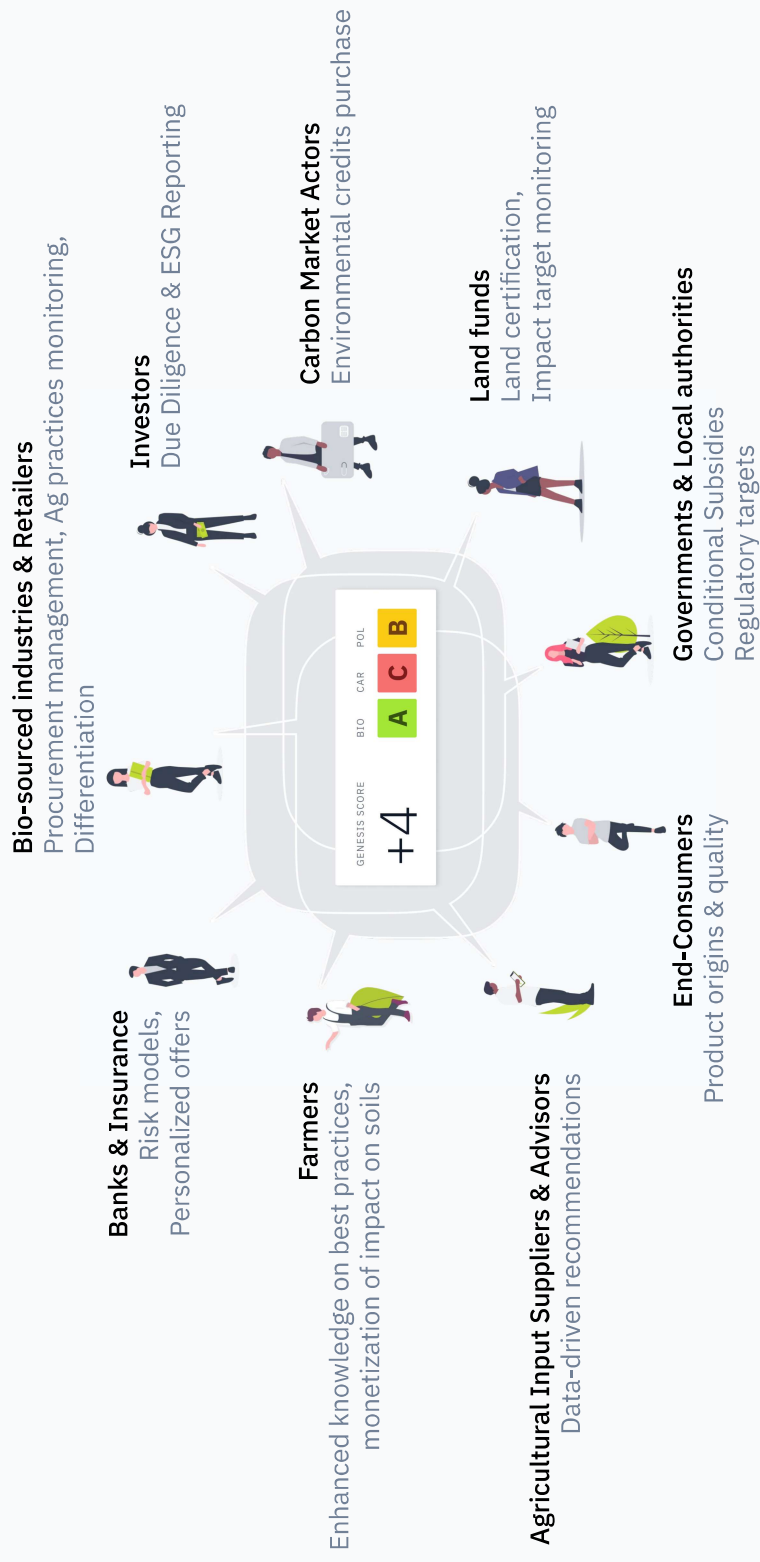 Bio-sourced industries & Retailers
Procurement management, Ag practices monitoring,
Differentiation
Banks & Insurance
Risk models,
Personalized offers
Investors
Due Diligence & ESG Reporting
Farmers
Enhanced knowledge on best practices,
monetization of impact on soils
Carbon Market Actors
Environmental credits purchase
GENESIS SCORE
+4
BIO
CAR
POL
A
C
B
Agricultural Input Suppliers & Advisors
Data-driven recommendations
Land funds
Land certification,
Impact target monitoring
End-Consumers
Product origins & quality
Governments & Local authorities
Conditional Subsidies
Regulatory targets